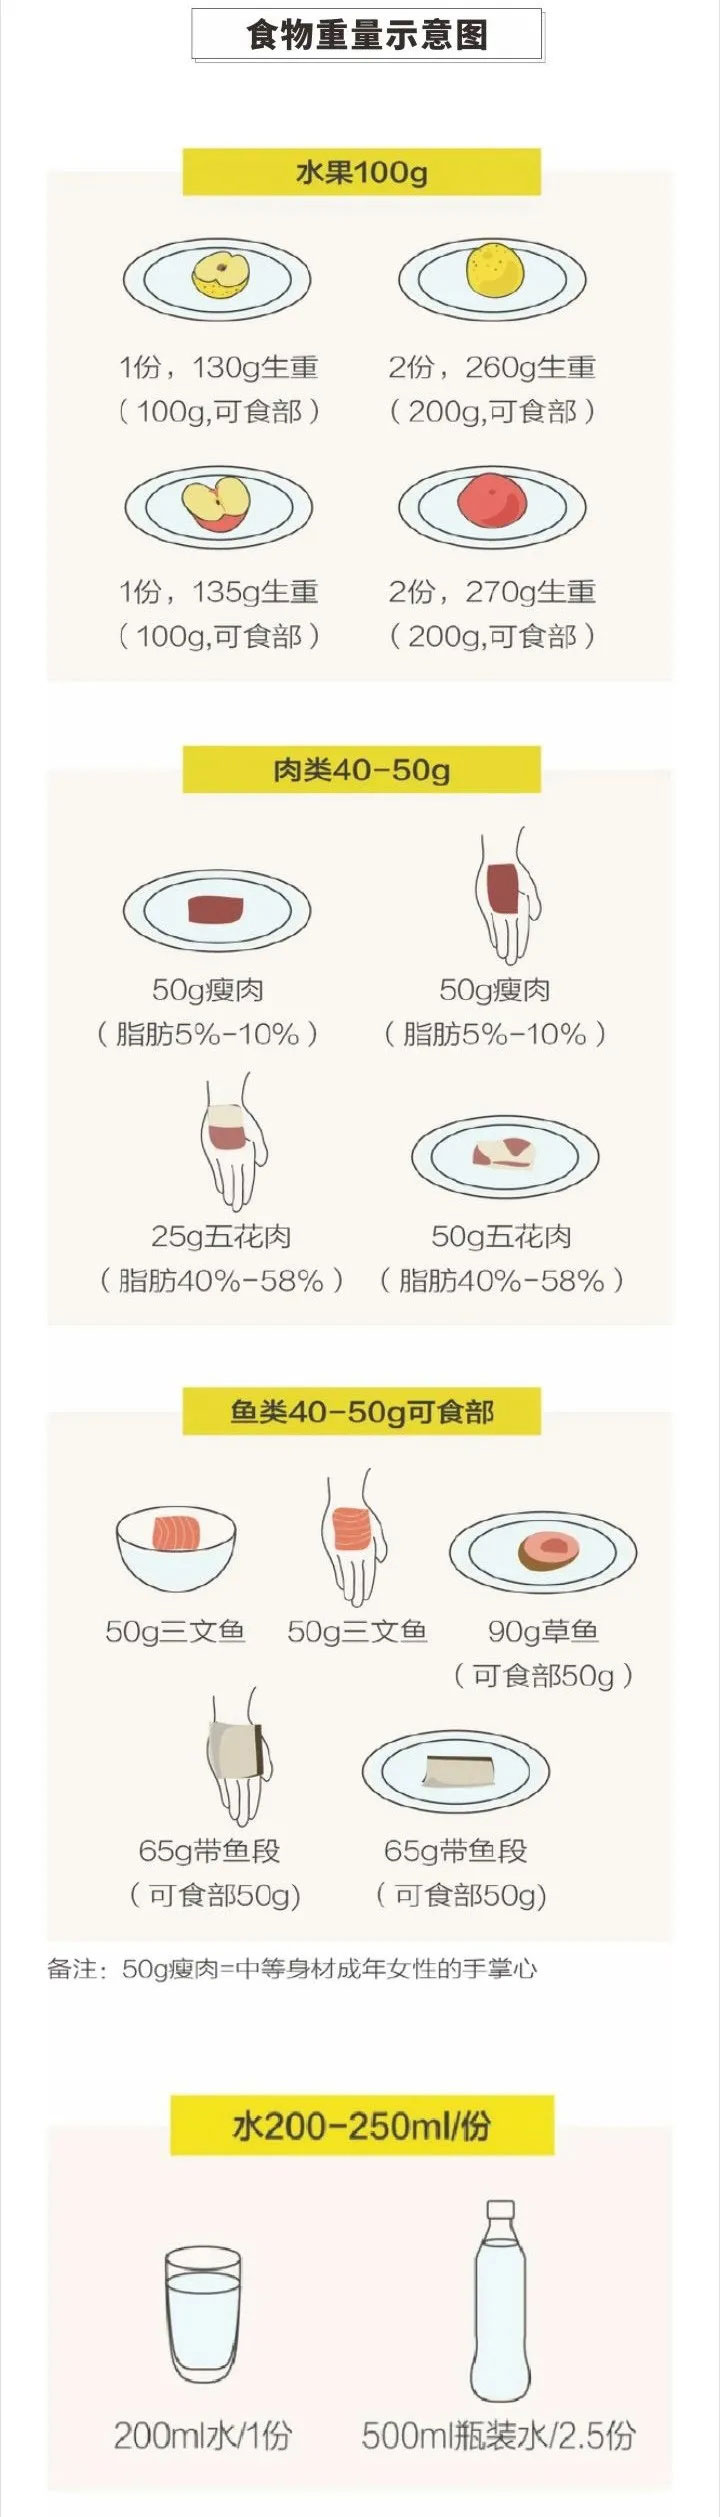 食物重量示意图
水果100g
1份，130g生重
（100g,可食部）
2份，260g生重
（200g,可食部）
1份，135g生重
（100g,可食部）
2份，270g生重
（200g,可食部）
肉类40-50g
50g瘦肉
（脂肪5%-10%）
50g瘦肉
（脂肪5%-10%）
25g五花肉
（脂肪40%-58%）
50g五花肉
（脂肪40%-58%）
鱼类40-50g可食部
50g三文鱼
50g三文鱼
90g草鱼
（可食部50g）
65g带鱼段
（可食部50g)
65g带鱼段
（可食部50g)
备注：50g瘦肉=中等身材成年女性的手掌心
水200-250ml/份
200ml水/1份
500ml瓶装水/2.5份